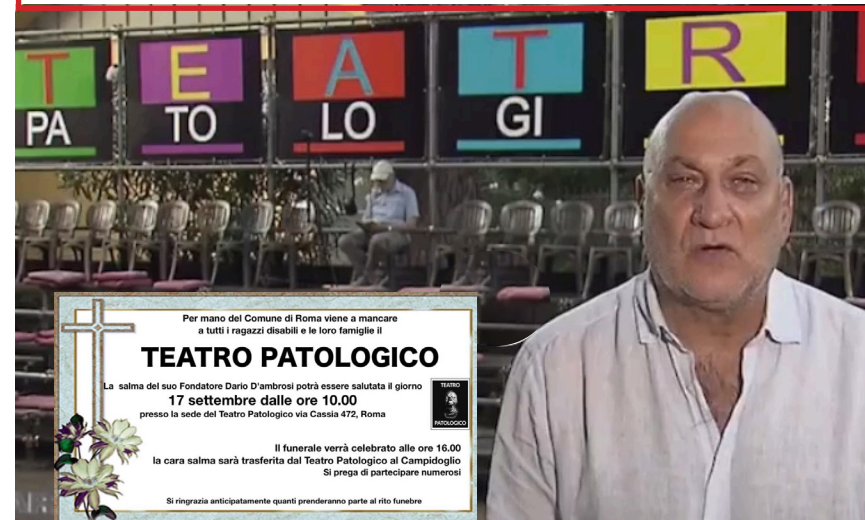 T E A T R
PA TO LO GI
Per mano del Comune di Roma viene a mancare
a tutti i ragazzi disabili e le loro famiglie il
TEATRO PATOLOGICO
La salma del suo Fondatore Dario D'ambrosi potrà essere salutata il giorno
17 settembre dalle ore 10.00
presso la sede del Teatro Patologico via Cassia 472, Roma
TEATRO
PATOLOGICO
Il funerale verrà celebrato alle ore 16.00
la cara salma sarà trasferita dal Teatro Patologico al Campidoglio
Si prega di partecipare numerosi
Si ringrazia anticipatamente quanti prenderanno parte al rito funebre